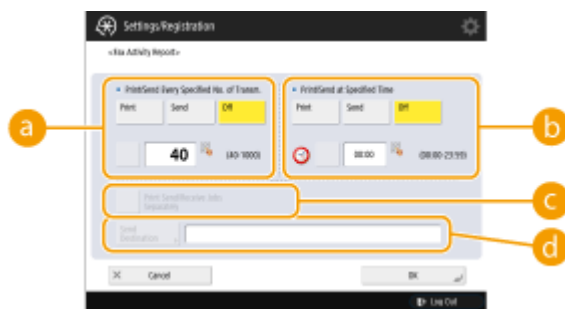 Settings/Registration
<Fax Activity Report>
Print/Send Every Specified No. of Transm.
Print Send Off
40 (40-1000)
Print/Send at Specified Time
Print Send Off
00:00 (00:00-23:59)
Print Send/Receive Jobs
Separately
Send
Destination
Cancel
OK
Log Out
a
b
c
d